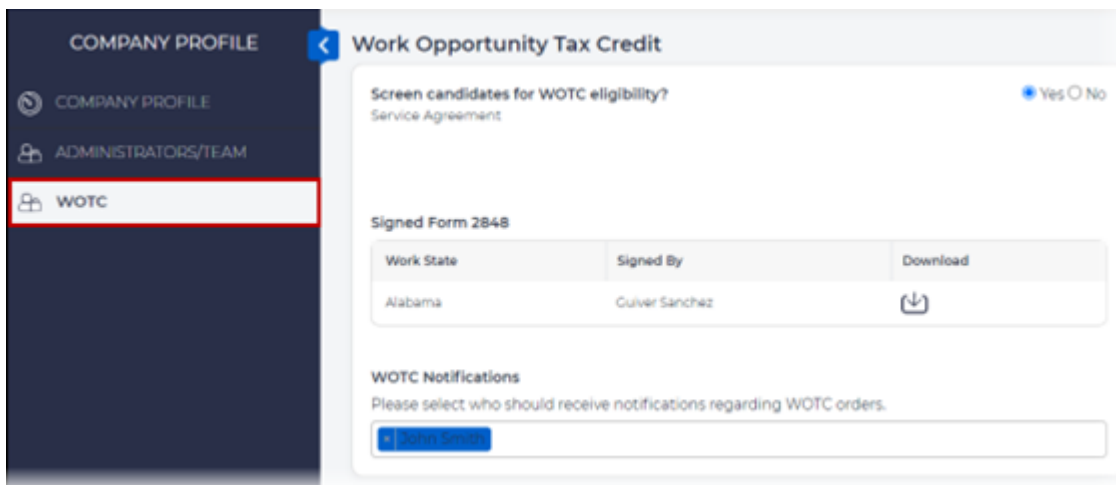 COMPANY PROFILE
COMPANY PROFILE
ADMINISTRATORS/TEAM
WOTC
Work Opportunity Tax Credit
Screen candidates for WOTC eligibility?
Yes No
Service Agreement
Signed Form 2848
Work State Signed By Download
Alabama Guiver Sanchez
WOTC Notifications
Please select who should receive notifications regarding WOTC orders.
× John Smith